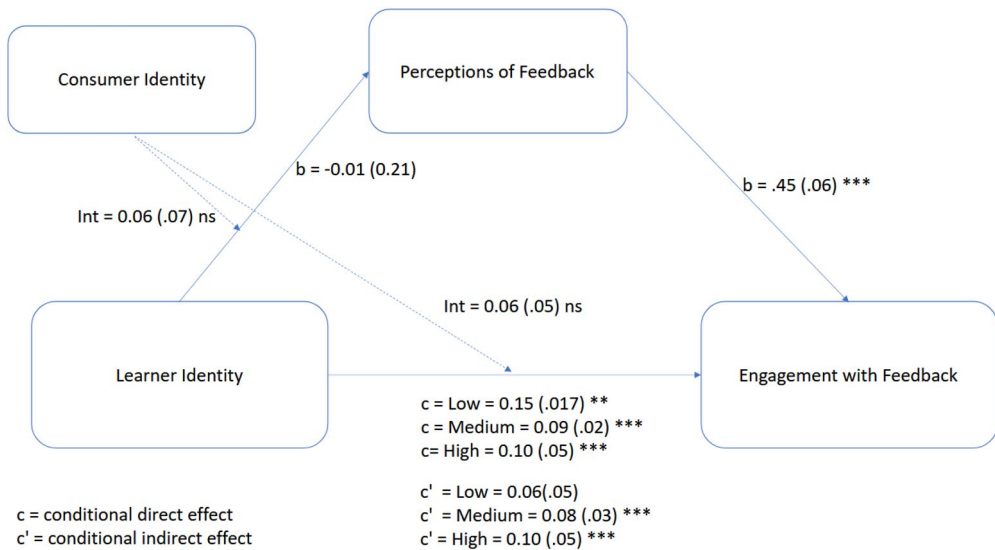 Consumer Identity
Perceptions of Feedback
b = -0.01 (0.21)
b = .45 (.06) ***
Int = 0.06 (.07) ns
Int = 0.06 (.05) ns
Learner Identity
Engagement with Feedback
c = Low = 0.15 (.017) **
c = Medium = 0.09 (.02) ***
c= High = 0.10 (.05) ***
c' = Low = 0.06(.05)
c' = Medium = 0.08 (.03) ***
c' = High = 0.10 (.05) ***
c = conditional direct effect
c' = conditional indirect effect